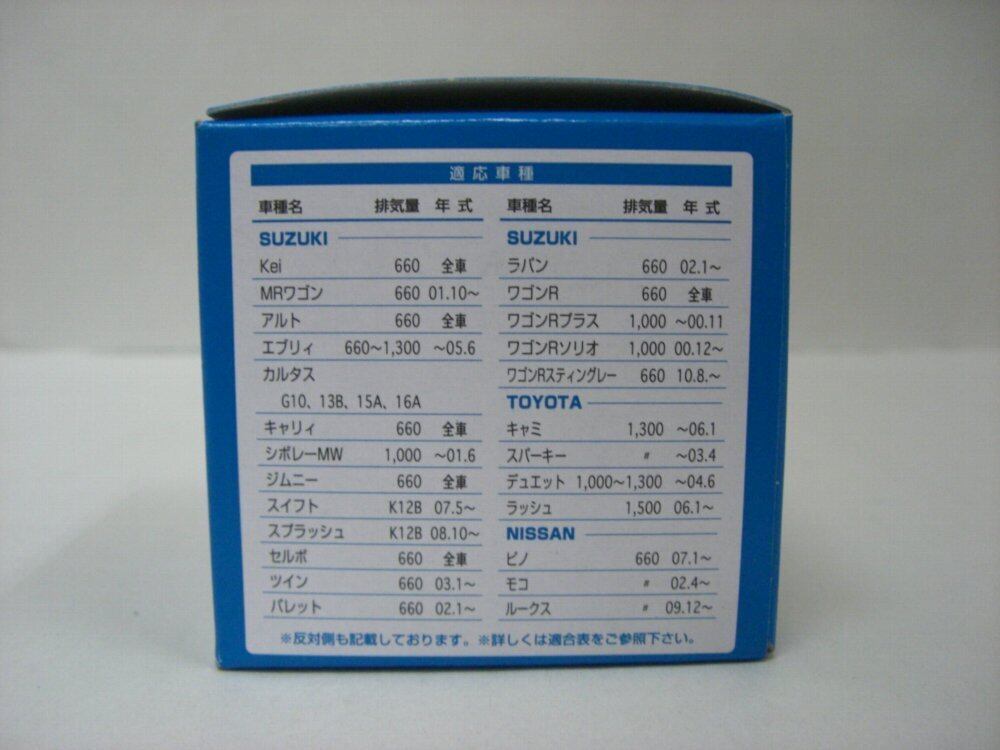 適応車種
車種名 排気量 年式
SUZUKI
Kei 660 全車
MRワゴン 660 01.10〜
アルト 660 全車
エブリィ 660〜1,300 〜05.6
カルタス
G10、13B、15A、16A
キャリィ 660 全車
シボレーMW 1,000 〜01.6
ジムニー 660 全車
スイフト K12B 07.5〜
スプラッシュ K12B 08.10〜
セルボ 660 全車
ツイン 660 03.1〜
パレット 660 02.1〜
車種名 排気量 年式
SUZUKI
ラパン 660 02.1〜
ワゴンR 660 全車
ワゴンRプラス 1,000 〜00.11
ワゴンRソリオ 1,000 00.12〜
ワゴンRスティングレー 660 10.8.〜
TOYOTA
キャミ 1,300 〜06.1
スパーキー 〃 〜03.4
デュエット 1,000〜1,300 〜04.6
ラッシュ 1,500 06.1〜
NISSAN
ピノ 660 07.1〜
モコ 〃 02.4〜
ルークス 〃 09.12〜
※反対側も記載しております。※詳しくは適合表をご参照下さい。